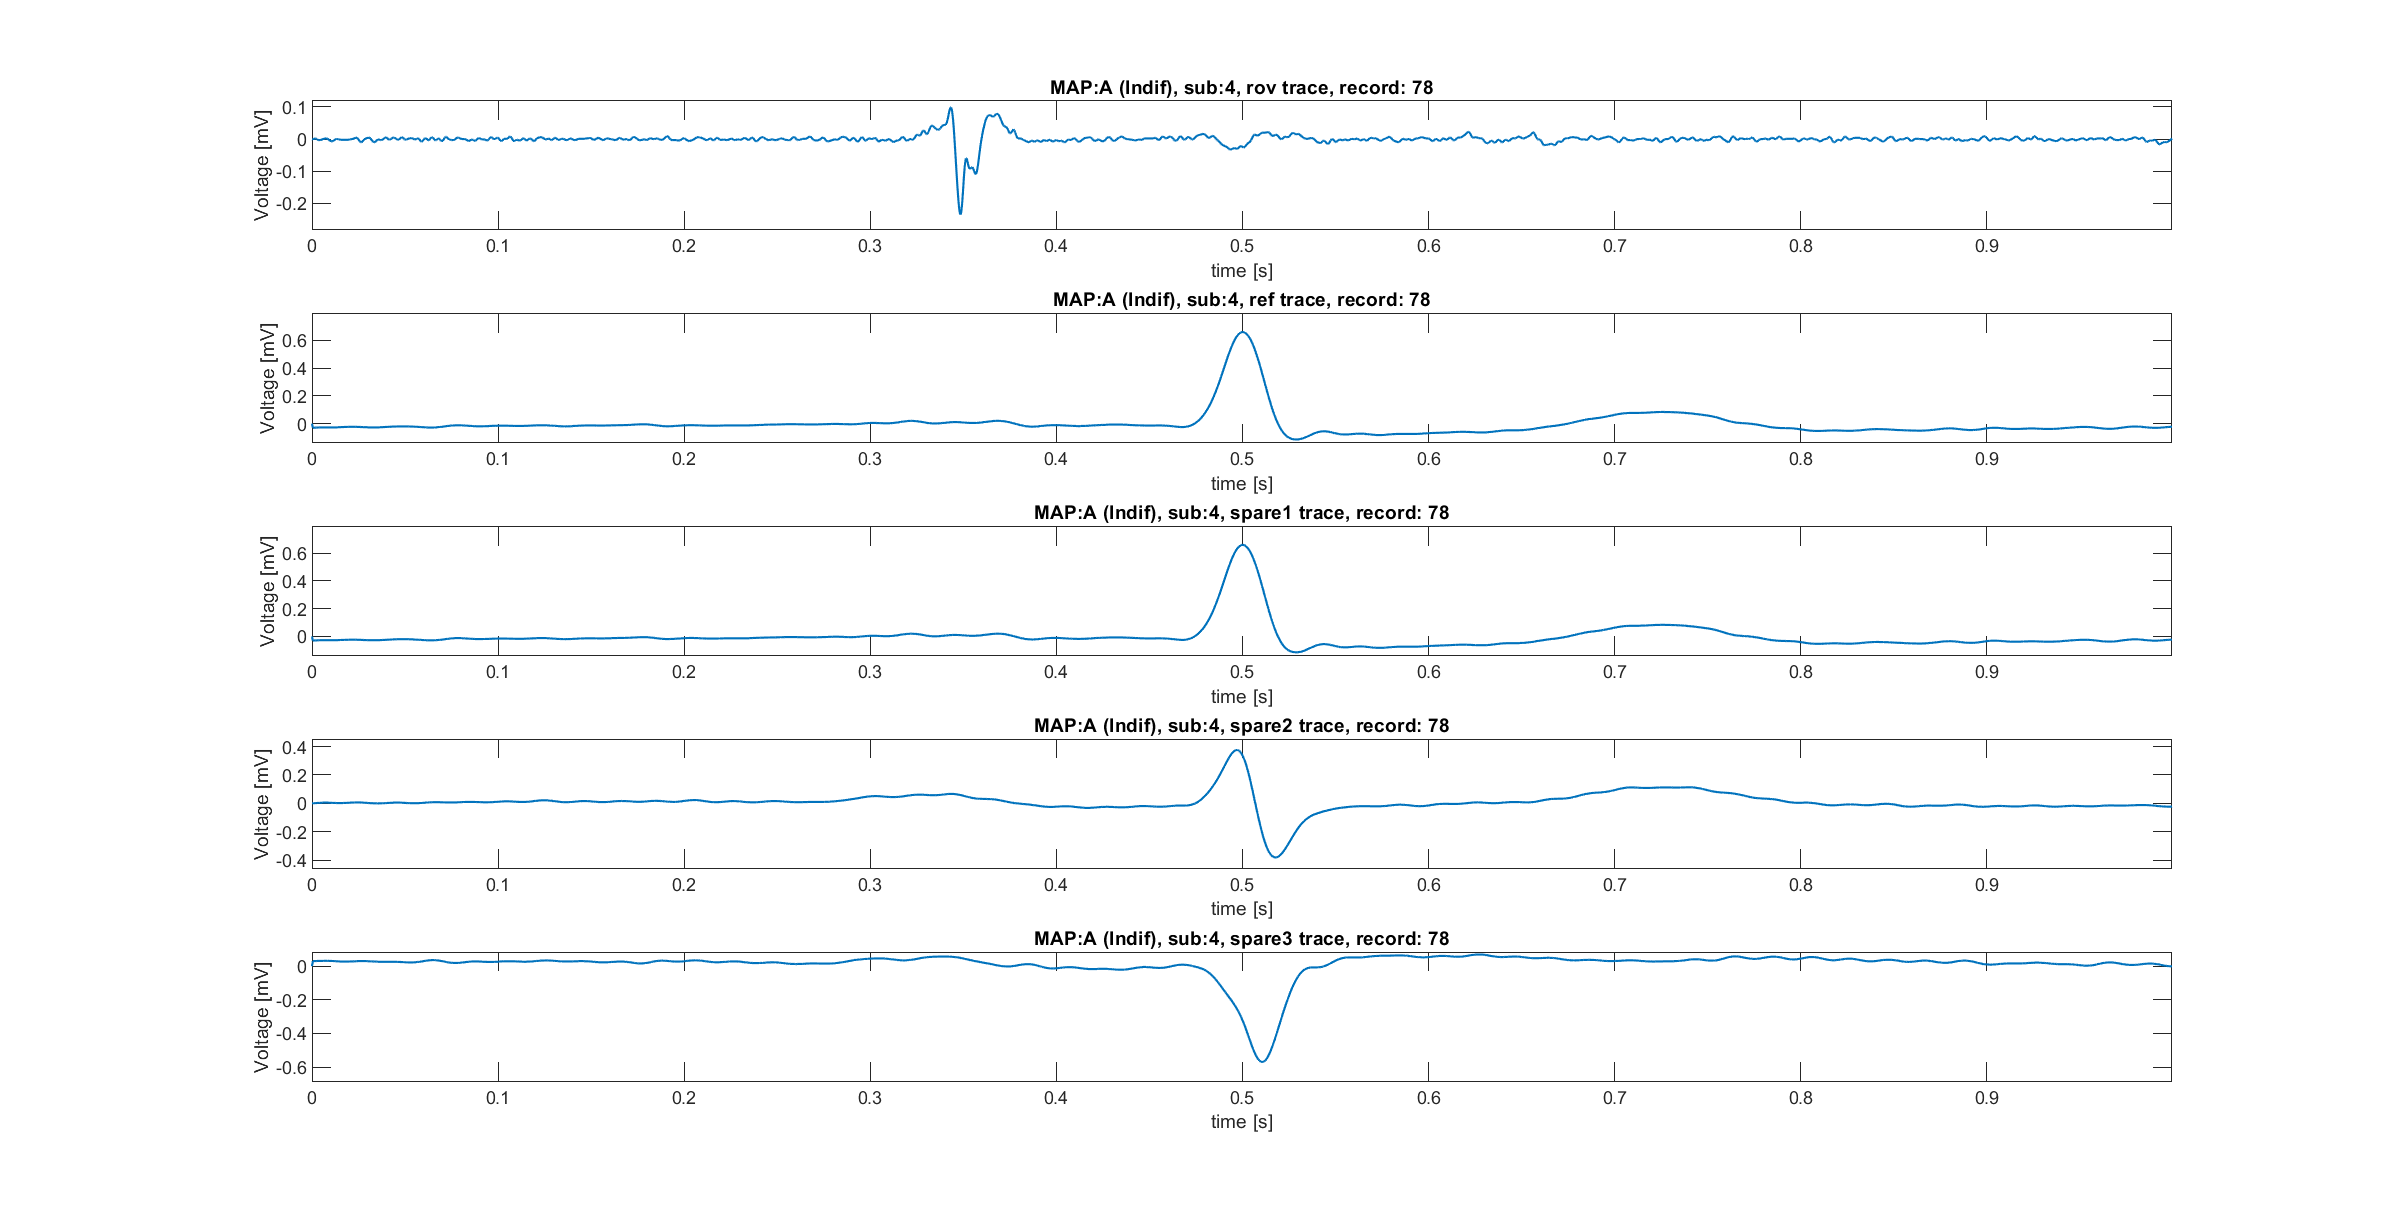 MAP:A (Indif), sub:4, rov trace, record: 78
Voltage [mV]
0.1
0
-0.1
-0.2
0 0.1 0.2 0.3 0.4 0.5 0.6 0.7 0.8 0.9
time [s]
MAP:A (Indif), sub:4, ref trace, record: 78
Voltage [mV]
0.6
0.4
0.2
0
0 0.1 0.2 0.3 0.4 0.5 0.6 0.7 0.8 0.9
time [s]
MAP:A (Indif), sub:4, spare1 trace, record: 78
Voltage [mV]
0.6
0.4
0.2
0
0 0.1 0.2 0.3 0.4 0.5 0.6 0.7 0.8 0.9
time [s]
MAP:A (Indif), sub:4, spare2 trace, record: 78
Voltage [mV]
0.4
0.2
0
-0.2
-0.4
0 0.1 0.2 0.3 0.4 0.5 0.6 0.7 0.8 0.9
time [s]
MAP:A (Indif), sub:4, spare3 trace, record: 78
Voltage [mV]
0
-0.2
-0.4
-0.6
0 0.1 0.2 0.3 0.4 0.5 0.6 0.7 0.8 0.9
time [s]